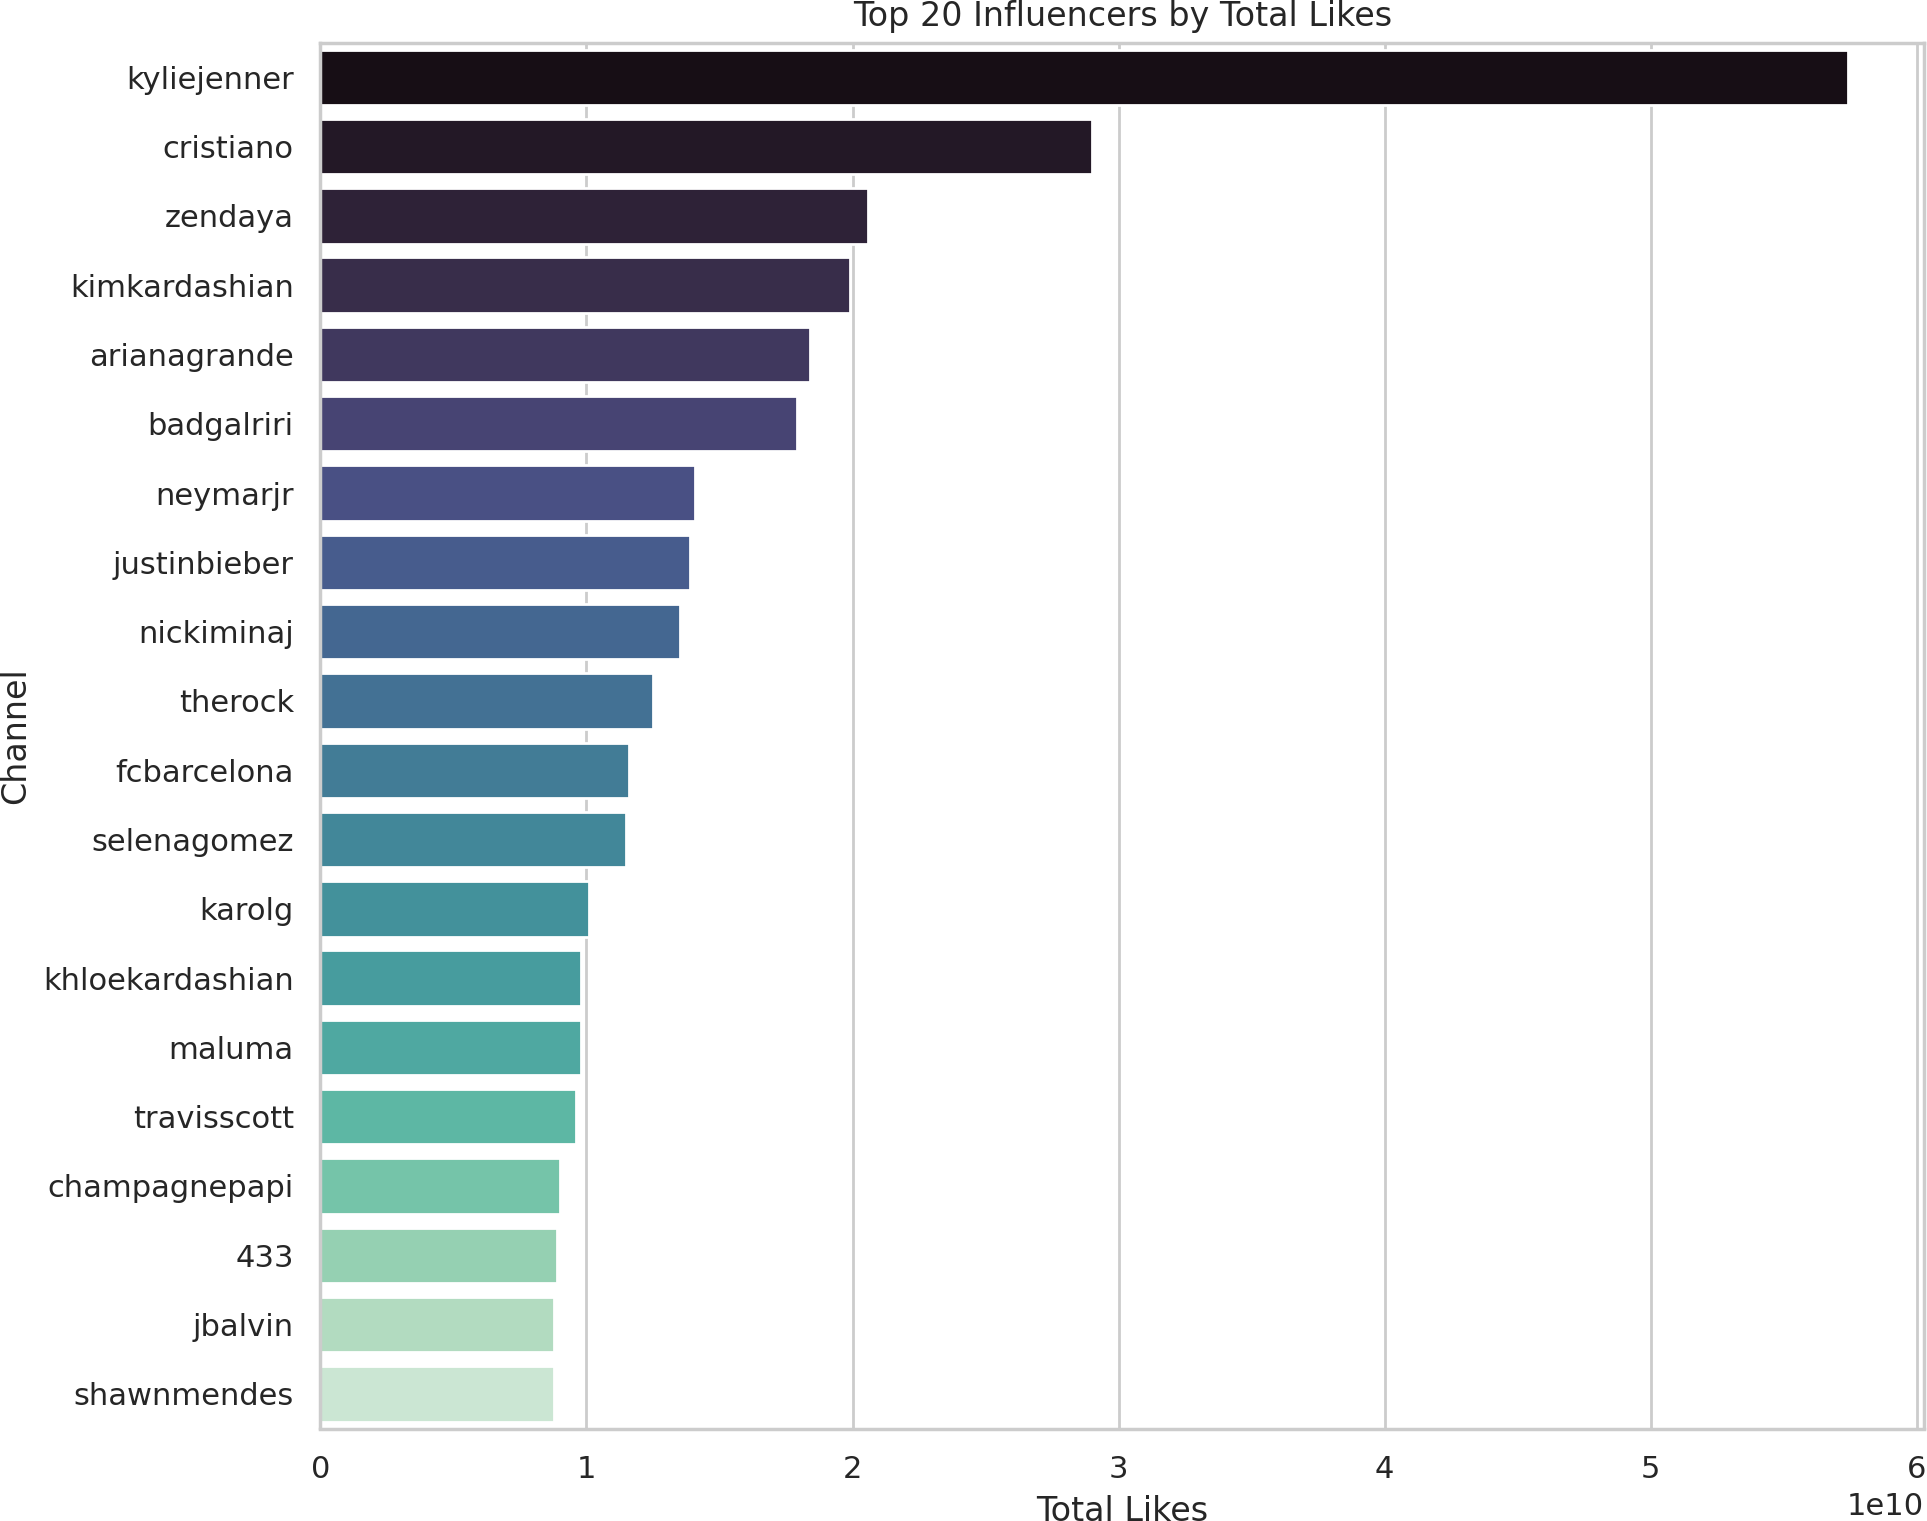 Top 20 Influencers by Total Likes
kyliejenner
cristiano
zendaya
kimkardashian
arianagrande
badgalriri
neymarjr
justinbieber
nickiminaj
therock
fcbarcelona
selenagomez
karolg
khloekardashian
maluma
travisscott
champagnepapi
433
jbalvin
shawnmendes
Channel
0 1 2 3 4 5 6
1e10
Total Likes